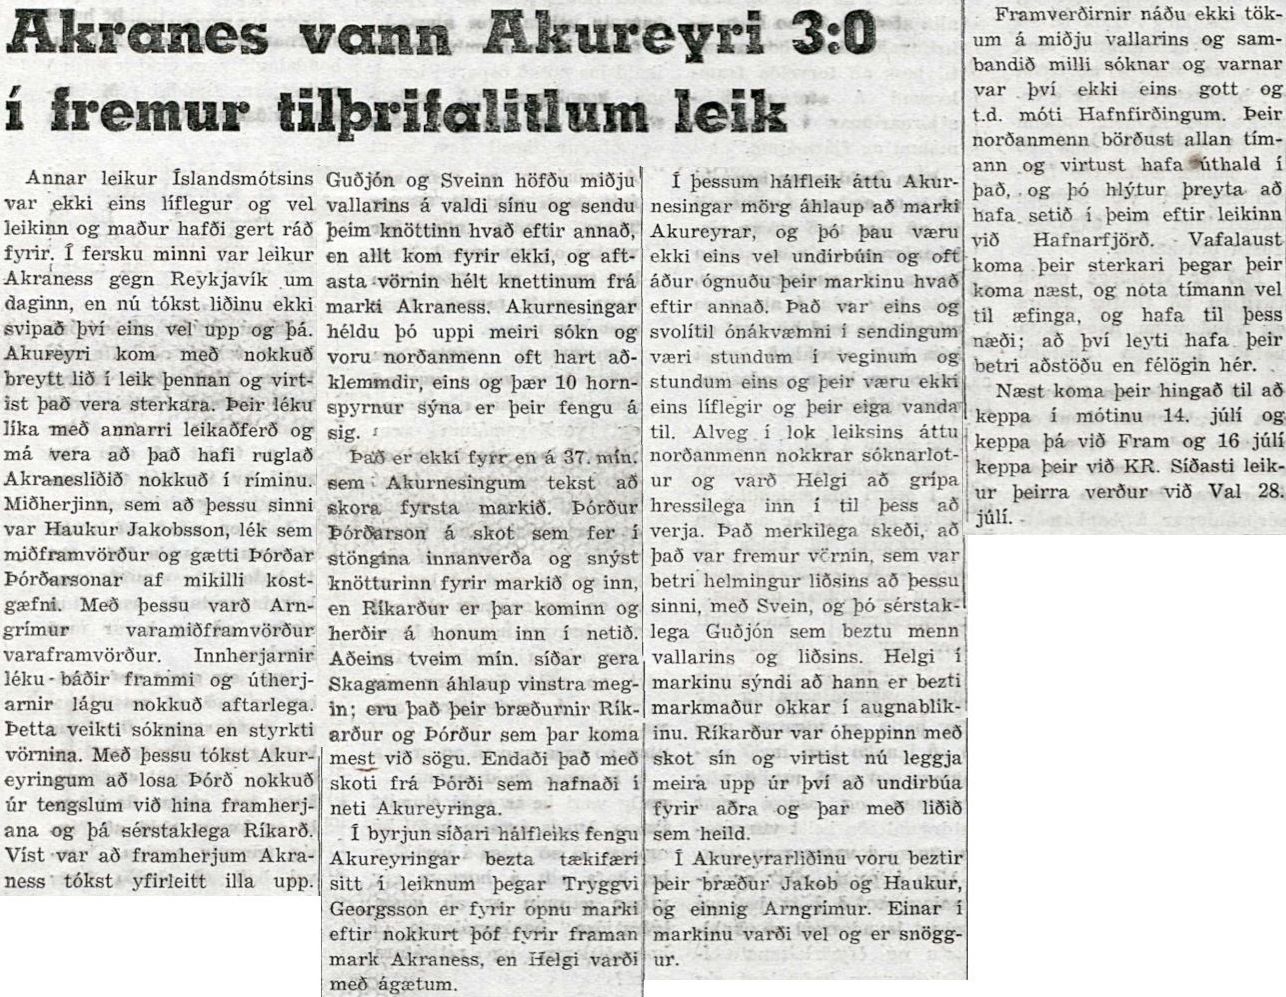 Akranes vann Akureyri 3:0
í fremur tilþrifalitlum leik
Annar leikur Íslandsmótsins
var ekki eins líflegur og vel
leikinn og maður hafði gert ráð
fyrir. Í fersku minni var leikur
Akraness gegn Reykjavík um
daginn, en nú tókst liðinu ekki
svipað því eins vel upp og þá.
Akureyri kom með nokkuð
breytt lið í leik þennan og virt-
ist það vera sterkara. Þeir léku
líka með annarri leikaðferð og
má vera að það hafi ruglað
Akranesliðið nokkuð í ríminu.
Miðherjinn, sem að þessu sinni
var Haukur Jakobsson, lék sem
miðframvörður og gætti Þórðar
Þórðarsonar af mikilli kost-
gæfni. Með þessu varð Arn-
grímur varamiðframvörður
varaframvörður. Innherjarnir
léku báðir frammi og útherj-
arnir lágu nokkuð aftarlega.
Þetta veikti sóknina en styrkti
vörnina. Með þessu tókst Akur-
eyringum að losa Þórð nokkuð
úr tengslum við hina framherj-
ana og þá sérstaklega Ríkarð.
Víst var að framherjum Akra-
ness tókst yfirleitt illa upp.
Guðjón og Sveinn höfðu miðju
vallarins á valdi sínu og sendu
þeim knöttinn hvað eftir annað,
en allt kom fyrir ekki, og aft-
asta vörnin hélt knettinum frá
marki Akraness. Akurnesingar
héldu þó uppi meiri sókn og
voru norðanmenn oft hart að-
klemmdir, eins og þær 10 horn-
spyrnur sýna er þeir fengu á
sig.
Það er ekki fyrr en á 37. mín.
sem Akurnesingum tekst að
skora fyrsta markið. Þórður
Þórðarson á skot sem fer í
stöngina innanverða og snýst
knötturinn fyrir markið og inn,
en Ríkarður er þar kominn og
herðir á honum inn í netið.
Aðeins tveim mín. síðar gera
Skagamenn áhlaup vinstra meg-
in; eru það þeir bræðurnir Rík-
arður og Þórður sem þar koma
mest við sögu. Endaði það með
skoti frá Þórði sem hafnaði í
neti Akureyringa.
Í byrjun síðari hálfleiks fengu
Akureyringar bezta tækifæri
sitt í leiknum þegar Tryggvi
Georgsson er fyrir opnu marki
eftir nokkurt þóf fyrir framan
mark Akraness, en Helgi varði
með ágætum.
Í þessum hálfleik áttu Akur-
nesingar mörg áhlaup að marki
Akureyrar, og þó þau væru
ekki eins vel undirbúin og oft
áður ógnuðu þeir markinu hvað
eftir annað. Það var eins og
svolítil ónákvæmni í sendingum
væri stundum í veginum og
stundum eins og þeir væru ekki
eins líflegir og þeir eiga vanda
til. Alveg í lok leiksins áttu
norðanmenn nokkrar sóknarlot-
ur og varð Helgi að grípa
hressilega inn í til þess að
verja. Það merkilega skeði, að
það var fremur vörnin, sem var
betri helmingur liðsins að þessu
sinni, með Svein, og þó sérstak-
lega Guðjón sem beztu menn
vallarins og liðsins. Helgi í
markinu sýndi að hann er bezti
markmaður okkar í augnablik-
inu. Ríkarður var óheppinn með
skot sín og virtist nú leggja
meira upp úr því að undirbúa
fyrir aðra og þar með liðið
sem heild.
Í Akureyrarliðinu voru beztir
þeir bræður Jakob og Haukur,
og einnig Arngrímur. Einar í
markinu varði vel og er snögg-
ur.
Framverðirnir náðu ekki tök-
um á miðju vallarins og sam-
bandið milli sóknar og varnar
var því ekki eins gott og
t.d. móti Hafnfirðingum. Þeir
norðanmenn börðust allan tím-
ann og virtust hafa úthald í
það, og þó hlýtur þreyta að
hafa setið í þeim eftir leikinn
við Hafnarfjörð. Vafalaust
koma þeir sterkari þegar þeir
koma næst, og nota tímann vel
til æfinga, og hafa til þess
næði; að því leyti hafa þeir
betri aðstöðu en félögin hér.
Næst koma þeir hingað til að
keppa í mótinu 14. júlí og
keppa þá við Fram og 16 júlí
keppa þeir við KR. Síðasti leik-
ur þeirra verður við Val 28.
júlí.